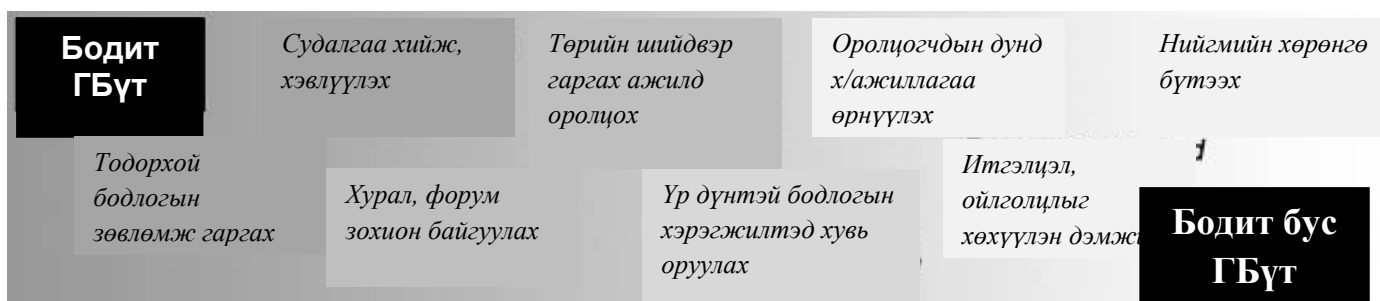 Бодит
ГБүт
Судалгаа хийж,
хэвлүүлэх
Төрийн шийдвэр
гаргах ажилд
оролцох
Оролцогчдын дунд
х/ажиллагаа
өрнүүлэх
Нийгмийн хөрөнгө
бүтээх
Тодорхой
бодлогын
зөвлөмж гаргах
Хурал, форум
зохион байгуулах
Үр дүнтэй бодлогын
хэрэгжилтэд хувь
оруулах
Итгэлцэл,
ойлголцлыг
хөхүүлэн
Бодит бус
ГБүт